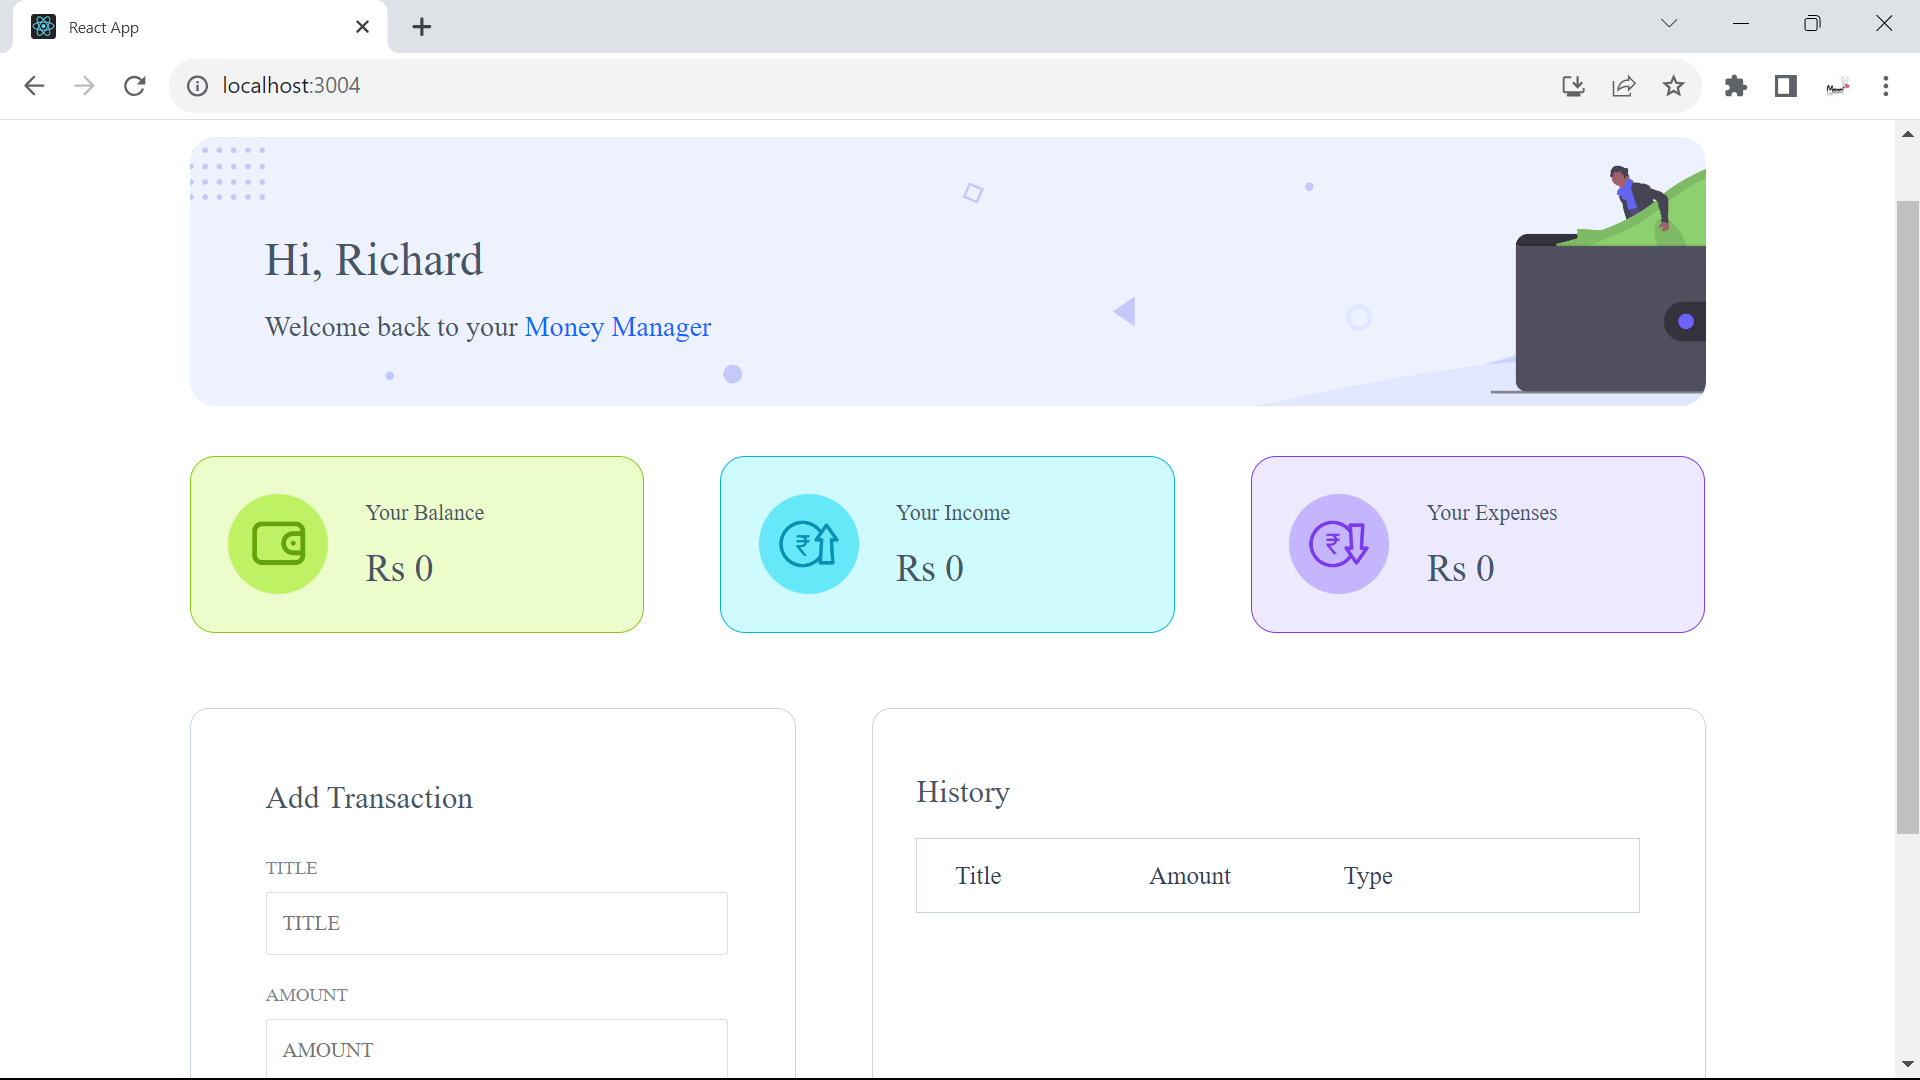 React App
localhost:3004
Hi, Richard
Welcome back to your Money Manager
Your Balance
Rs 0
Your Income
Rs 0
Your Expenses
Rs 0
Add Transaction
TITLE
TITLE
AMOUNT
AMOUNT
History
Title Amount Type